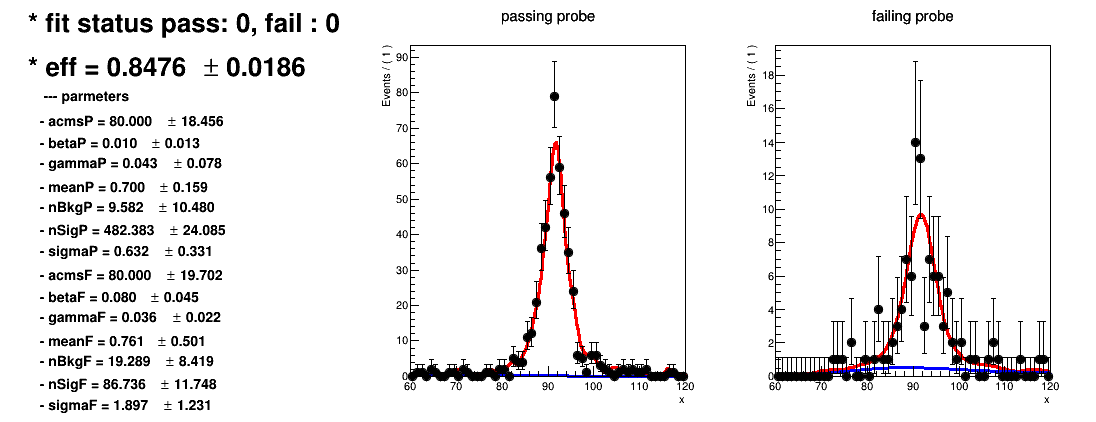 * fit status pass: 0, fail : 0
* eff = 0.8476 ± 0.0186
--- parmeters
- acmsP = 80.000 ± 18.456
- betaP = 0.010 ± 0.013
- gammaP = 0.043 ± 0.078
- meanP = 0.700 ± 0.159
- nBkgP = 9.582 ± 10.480
- nSigP = 482.383 ± 24.085
- sigmaP = 0.632 ± 0.331
- acmsF = 80.000 ± 19.702
- betaF = 0.080 ± 0.045
- gammaF = 0.036 ± 0.022
- meanF = 0.761 ± 0.501
- nBkgF = 19.289 ± 8.419
- nSigF = 86.736 ± 11.748
- sigmaF = 1.897 ± 1.231
passing probe
Events / ( 1 )
90
80
70
60
50
40
30
20
10
0
60 70 80 90 100 110 120
x
failing probe
Events / ( 1 )
18
16
14
12
10
8
6
4
2
0
60 70 80 90 100 110 120
x